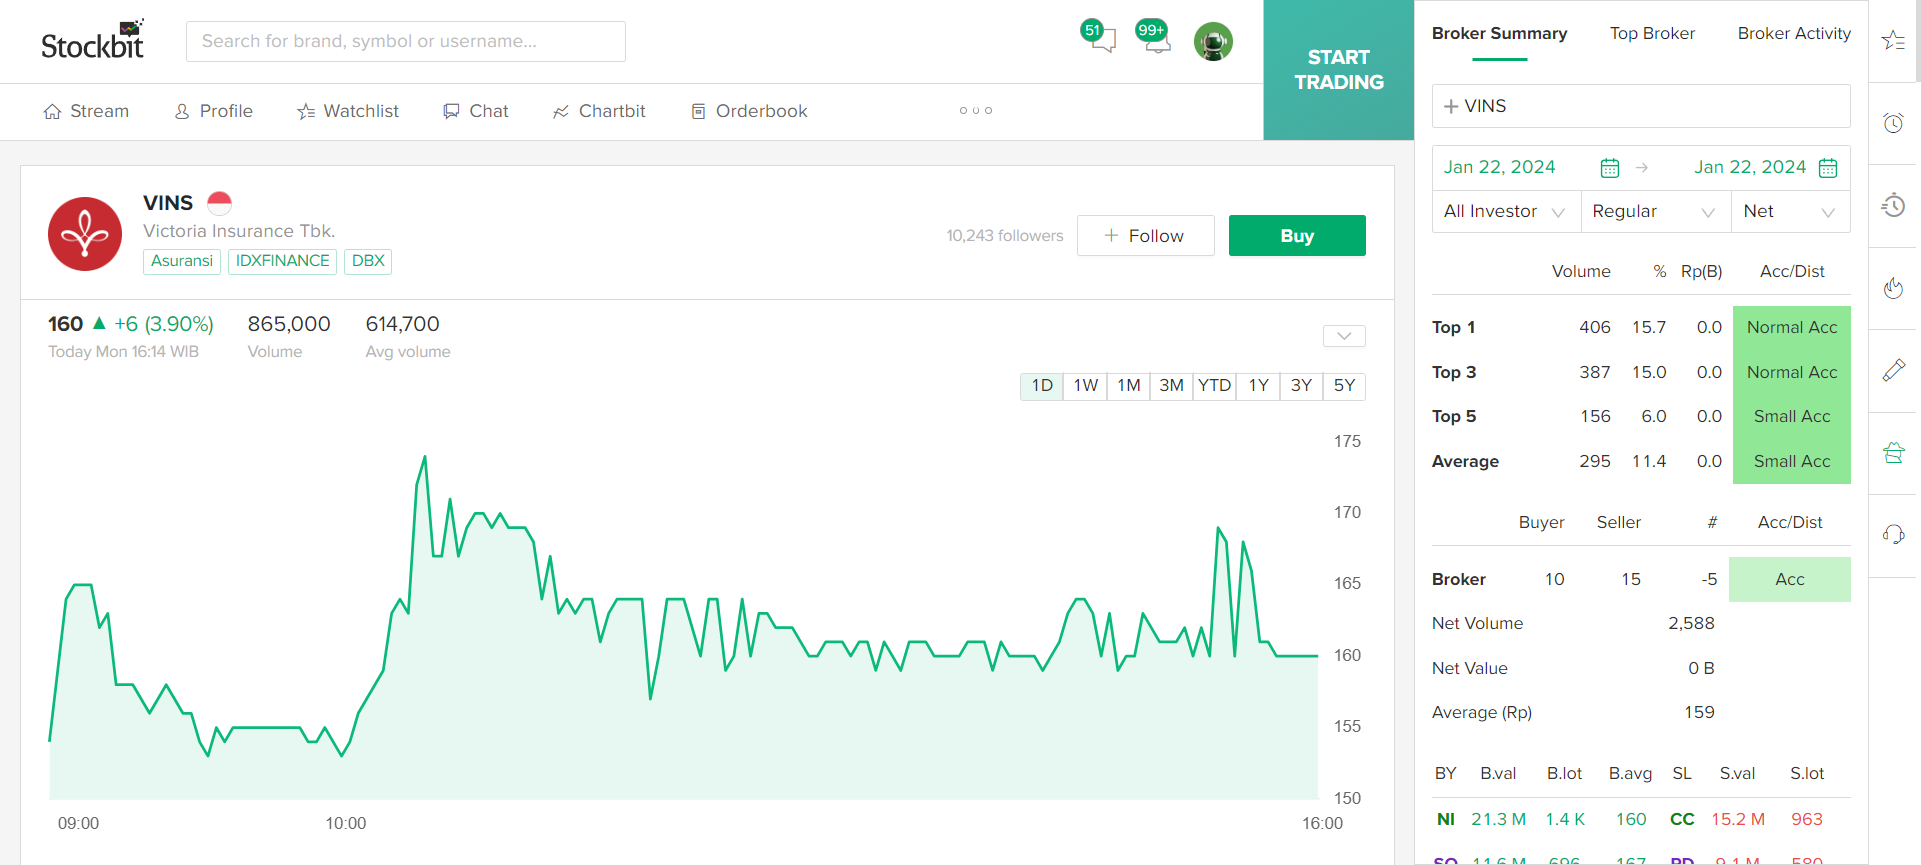 Stockbit
Search for brand, symbol or username...
51
99+
START
TRADING
Stream
Profile
Watchlist
Chat
Chartbit
Orderbook
VINS
Victoria Insurance Tbk.
Asuransi
IDXFINANCE
DBX
10,243 followers
+ Follow
Buy
160 ▲ +6 (3.90%)
Today Mon 16:14 WIB
865,000
Volume
614,700
Avg volume
1D 1W 1M 3M YTD 1Y 3Y 5Y
175
170
165
160
155
150
09:00 10:00 16:00
Broker Summary Top Broker Broker Activity
+ VINS
Jan 22, 2024 → Jan 22, 2024
All Investor Regular Net
Volume % Rp(B) Acc/Dist
Top 1 406 15.7 0.0 Normal Acc
Top 3 387 15.0 0.0 Normal Acc
Top 5 156 6.0 0.0 Small Acc
Average 295 11.4 0.0 Small Acc
Buyer Seller # Acc/Dist
Broker 10 15 -5 Acc
Net Volume 2,588
Net Value 0 B
Average (Rp) 159
BY B.val B.lot B.avg SL S.val S.lot
NI 21.3 M 1.4 K 160 CC 15.2 M 963
11.6 M 696 167 9.1 M 580